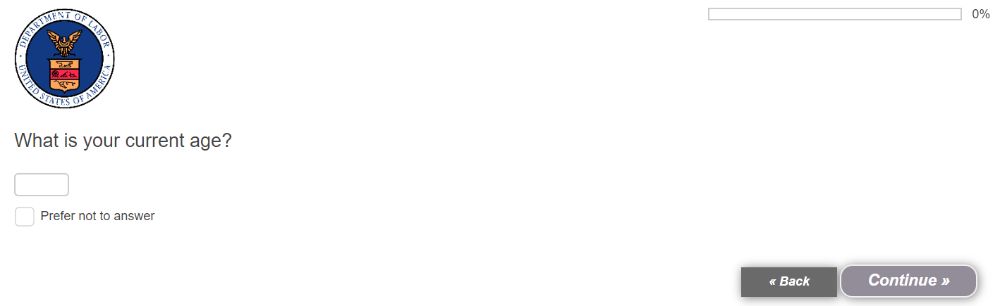 DEPARTMENT OF LABOR
UNITED STATES OF AMERICA
0%
What is your current age?
Prefer not to answer
« Back
Continue »